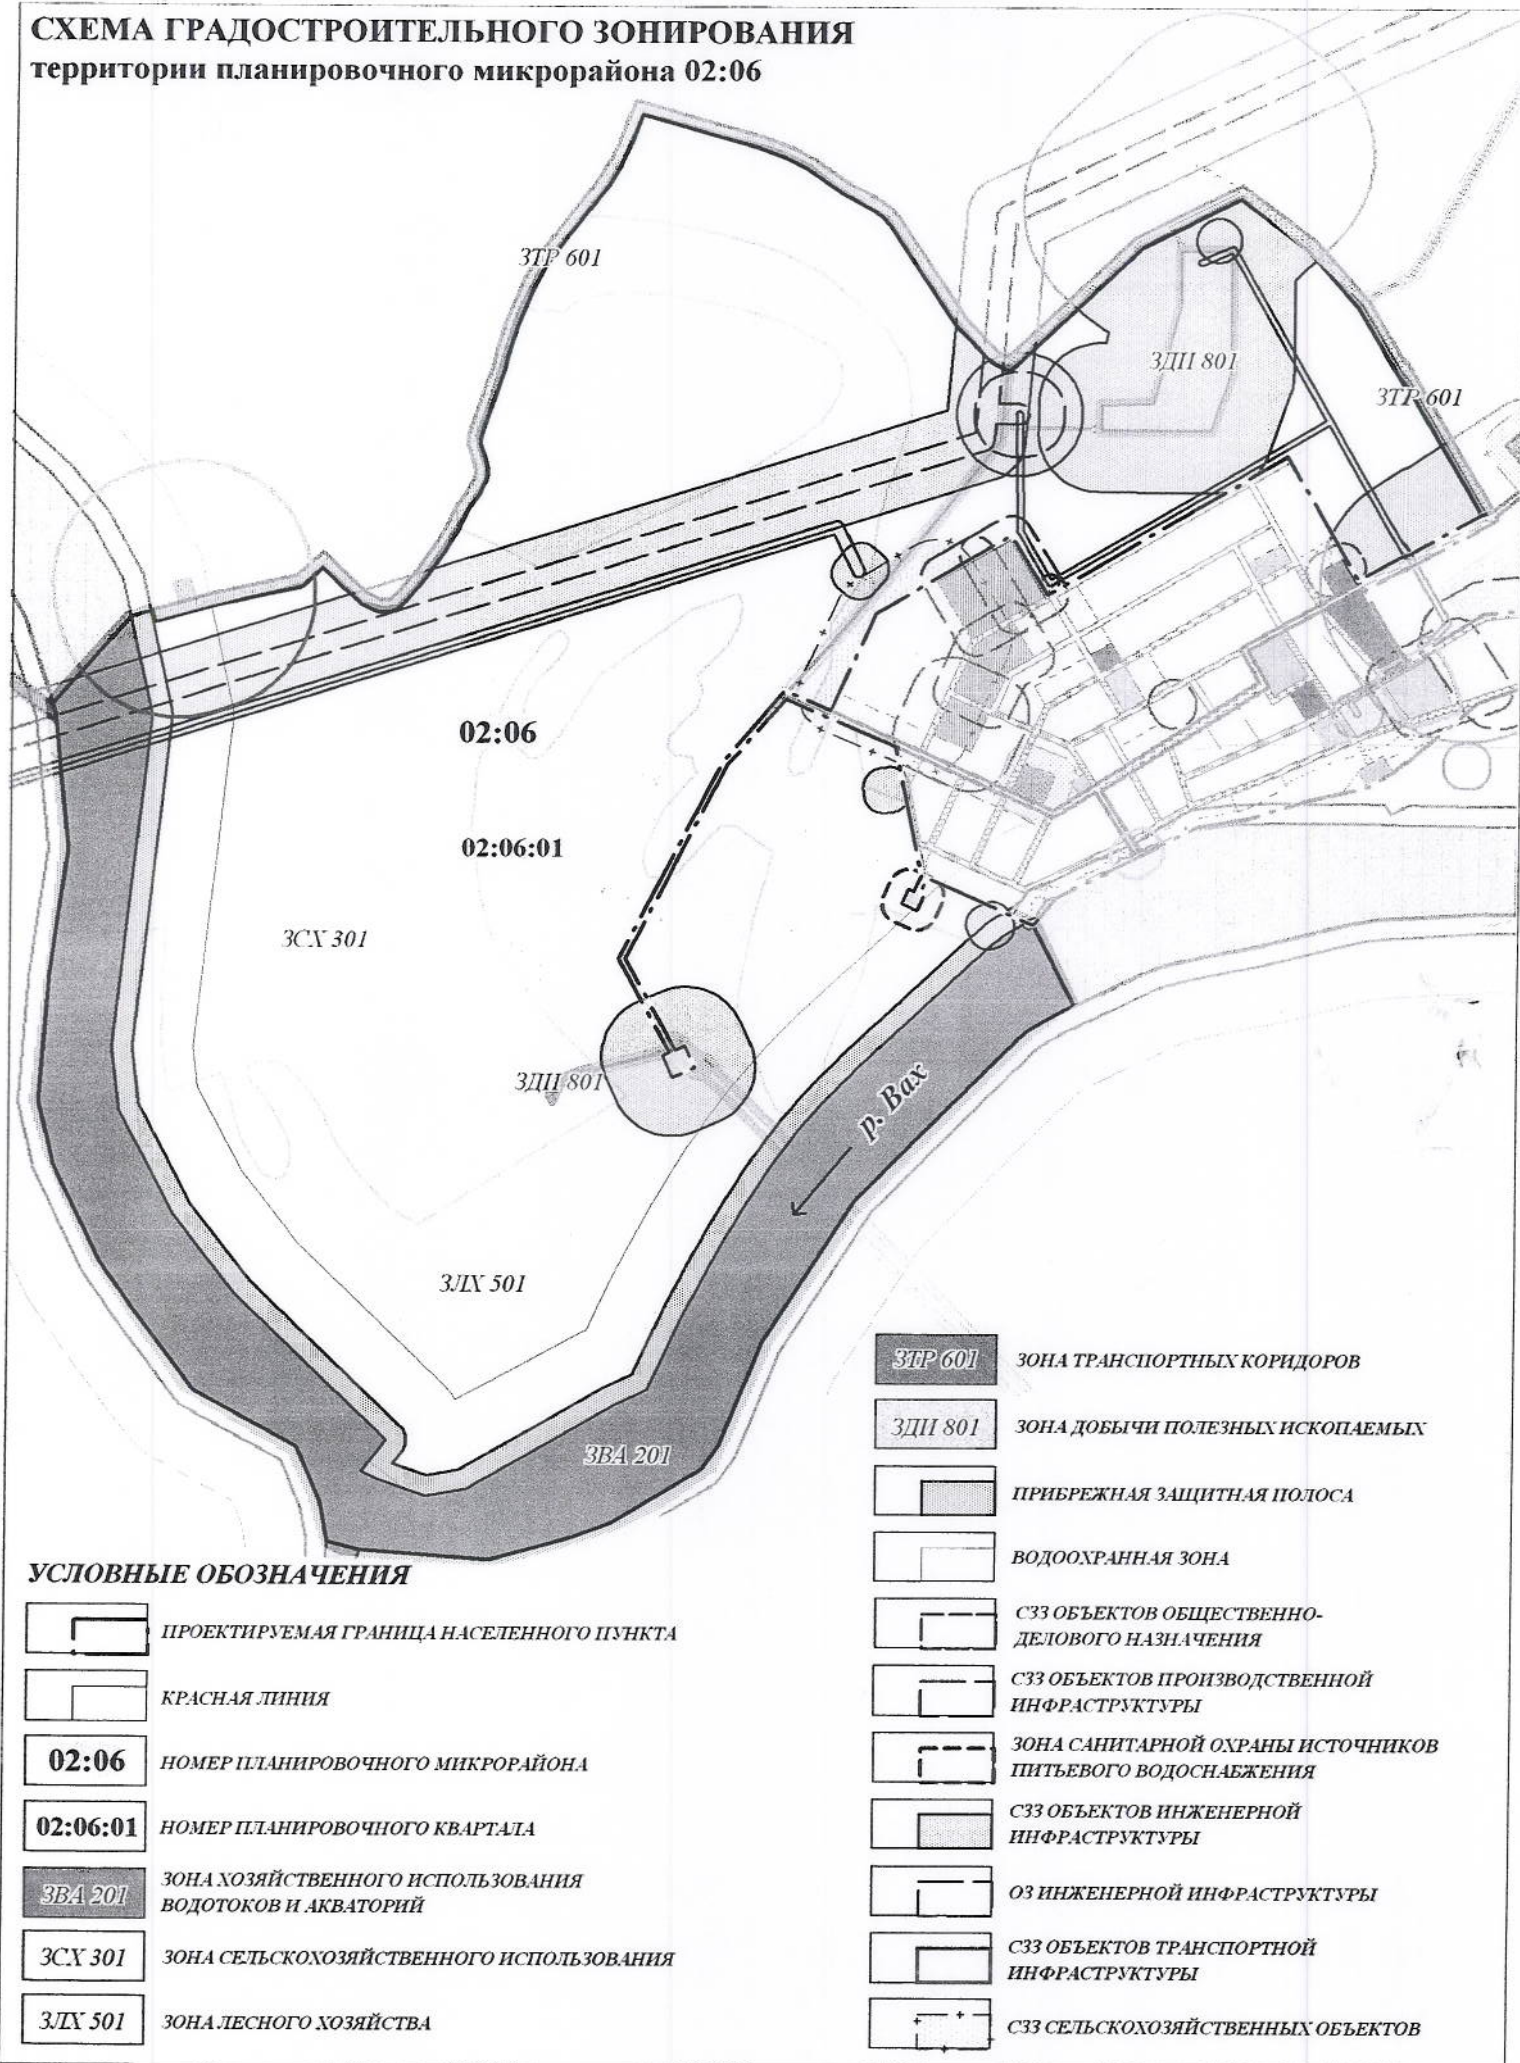 СХЕМА ГРАДОСТРОИТЕЛЬНОГО ЗОНИРОВАНИЯ
территории планировочного микрорайона 02:06
ЗТР 601
ЗДП 801
ЗТР 601
02:06
02:06:01
ЗСХ 301
ЗДП 801
р. Вах
ЗЛХ 501
ЗВА 201
УСЛОВНЫЕ ОБОЗНАЧЕНИЯ
ПРОЕКТИРУЕМАЯ ГРАНИЦА НАСЕЛЕННОГО ПУНКТА
КРАСНАЯ ЛИНИЯ
02:06 НОМЕР ПЛАНИРОВОЧНОГО МИКРОРАЙОНА
02:06:01 НОМЕР ПЛАНИРОВОЧНОГО КВАРТАЛА
ЗВА 201 ЗОНА ХОЗЯЙСТВЕННОГО ИСПОЛЬЗОВАНИЯ
ВОДОТОКОВ И АКВАТОРИЙ
ЗСХ 301 ЗОНА СЕЛЬСКОХОЗЯЙСТВЕННОГО ИСПОЛЬЗОВАНИЯ
ЗЛХ 501 ЗОНА ЛЕСНОГО ХОЗЯЙСТВА
ЗТР 601 ЗОНА ТРАНСПОРТНЫХ КОРИДОРОВ
ЗДП 801 ЗОНА ДОБЫЧИ ПОЛЕЗНЫХ ИСКОПАЕМЫХ
ПРИБРЕЖНАЯ ЗАЩИТНАЯ ПОЛОСА
ВОДООХРАННАЯ ЗОНА
СЗЗ ОБЪЕКТОВ ОБЩЕСТВЕННО-
ДЕЛОВОГО НАЗНАЧЕНИЯ
СЗЗ ОБЪЕКТОВ ПРОИЗВОДСТВЕННОЙ
ИНФРАСТРУКТУРЫ
ЗОНА САНИТАРНОЙ ОХРАНЫ ИСТОЧНИКОВ
ПИТЬЕВОГО ВОДОСНАБЖЕНИЯ
СЗЗ ОБЪЕКТОВ ИНЖЕНЕРНОЙ
ИНФРАСТРУКТУРЫ
ОЗ ИНЖЕНЕРНОЙ ИНФРАСТРУКТУРЫ
СЗЗ ОБЪЕКТОВ ТРАНСПОРТНОЙ
ИНФРАСТРУКТУРЫ
СЗЗ СЕЛЬСКОХОЗЯЙСТВЕННЫХ ОБЪЕКТОВ